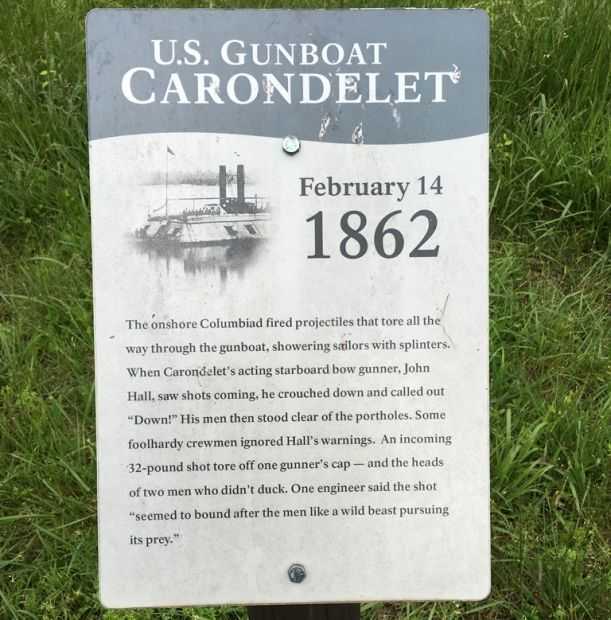 U.S. GUNBOAT
CARONDELET
February 14
1862
The onshore Columbiad fired projectiles that tore all the
way through the gunboat, showering sailors with splinters.
When Carondelet's acting starboard bow gunner, John
Hall, saw shots coming, he crouched down and called out
“Down!” His men then stood clear of the portholes. Some
foolhardy crewmen ignored Hall's warnings. An incoming
32-pound shot tore off one gunner's cap — and the heads
of two men who didn't duck. One engineer said the shot
“seemed to bound after the men like a wild beast pursuing
its prey.”